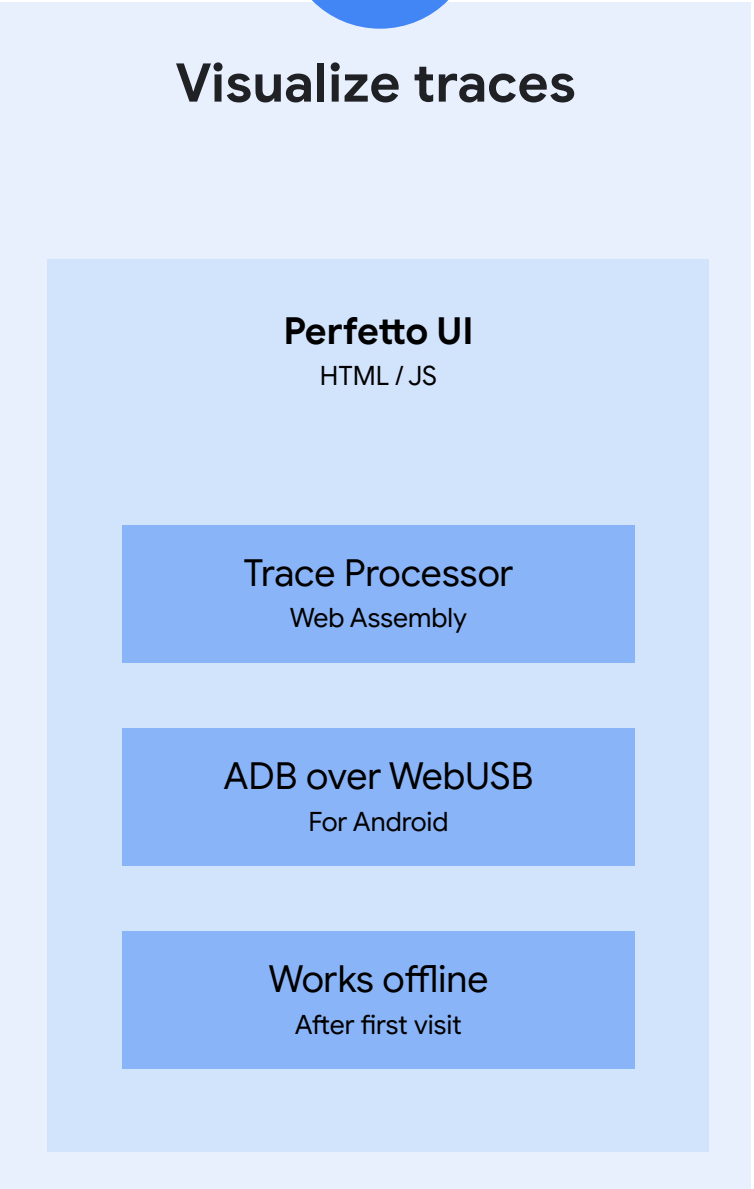 Visualize traces
Perfetto UI
HTML / JS
Trace Processor
Web Assembly
ADB over WebUSB
For Android
Works offline
After first visit